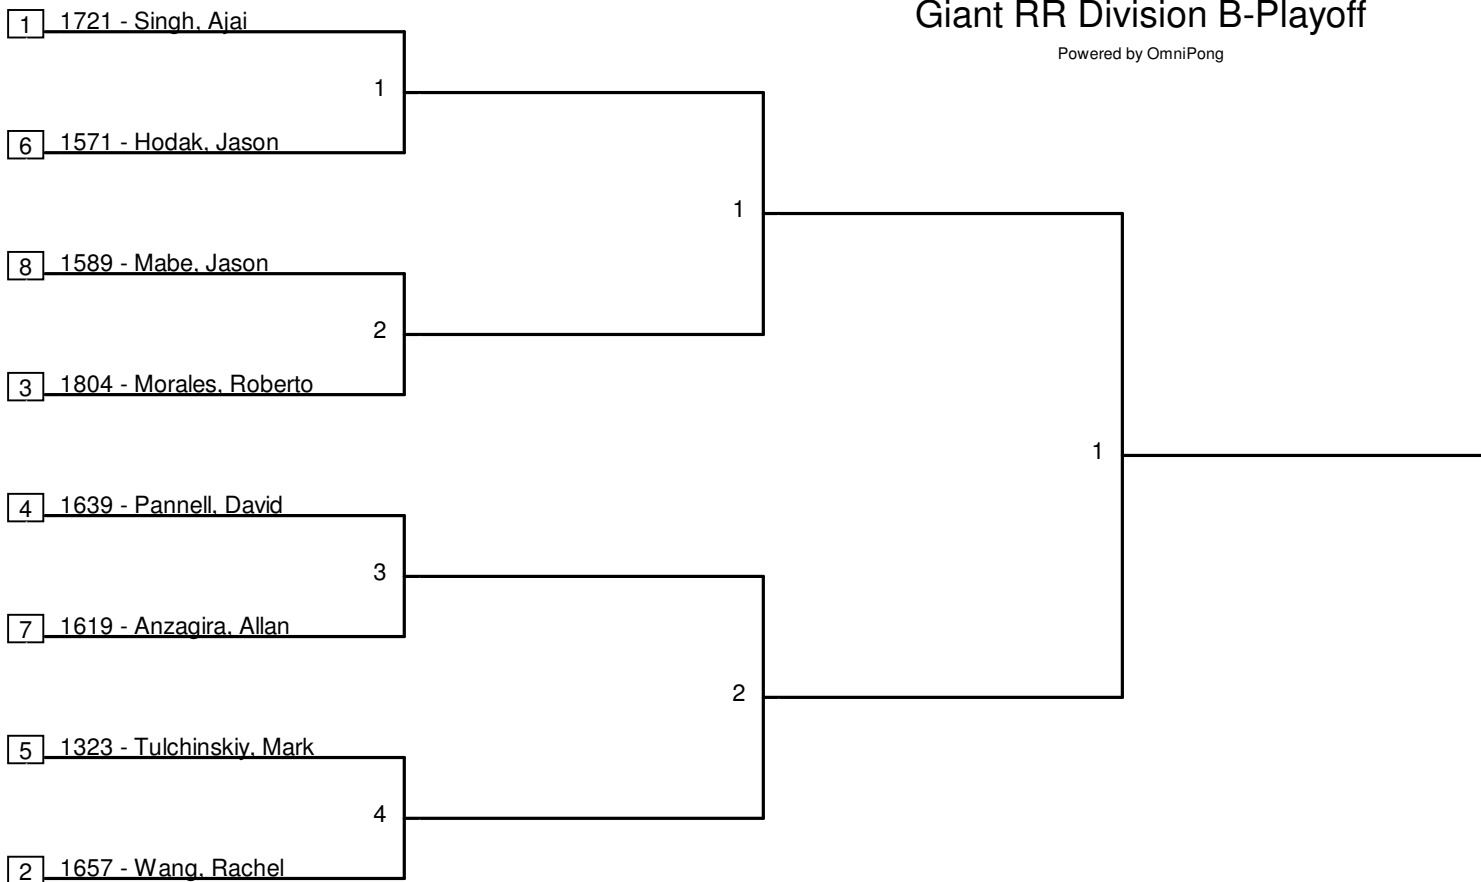 Giant RR Division B-Playoff
Powered by OmniPong
1 1721 - Singh, Ajai
1
6 1571 - Hodak, Jason
1
8 1589 - Mabe, Jason
2
3 1804 - Morales, Roberto
1
4 1639 - Pannell, David
3
7 1619 - Anzagira, Allan
2
5 1323 - Tulchinskiy, Mark
4
2 1657 - Wang, Rachel